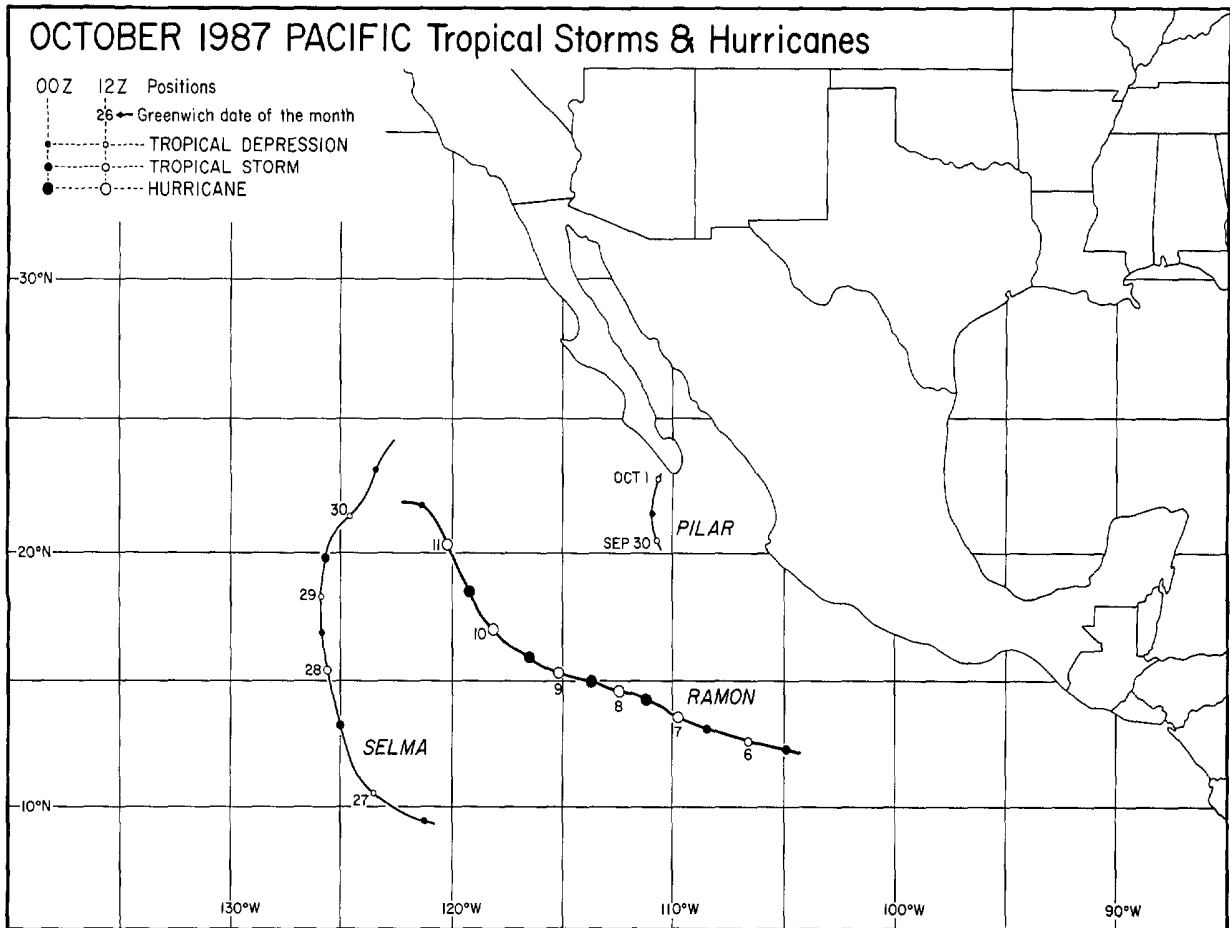 OCTOBER 1987 PACIFIC Tropical Storms & Hurricanes
00Z 12Z Positions
26 ← Greenwich date of the month
TROPICAL DEPRESSION
TROPICAL STORM
HURRICANE
30°N
OCT 1
30
PILAR
11
SEP 30
20°N
29
10
28
9
8
RAMON
7
SELMA
6
27
10°N
130°W 120°W 110°W 100°W 90°W